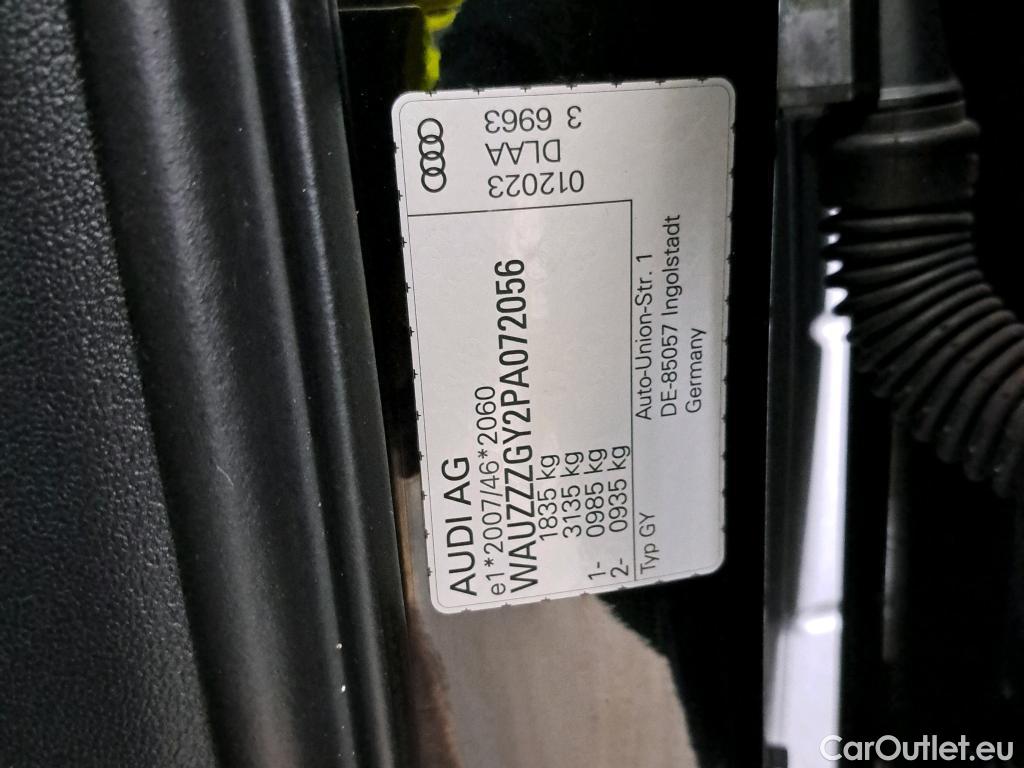 AUDI AG
e1*2007/46*2060
WAUZZZGY2PA072056
1835 kg
3135 kg
1- 0985 kg
2- 0935 kg
Typ GY
Auto-Union-Str. 1
DE-85057 Ingolstadt
Germany
3 6963
DLAA
012023
CarOutlet.eu